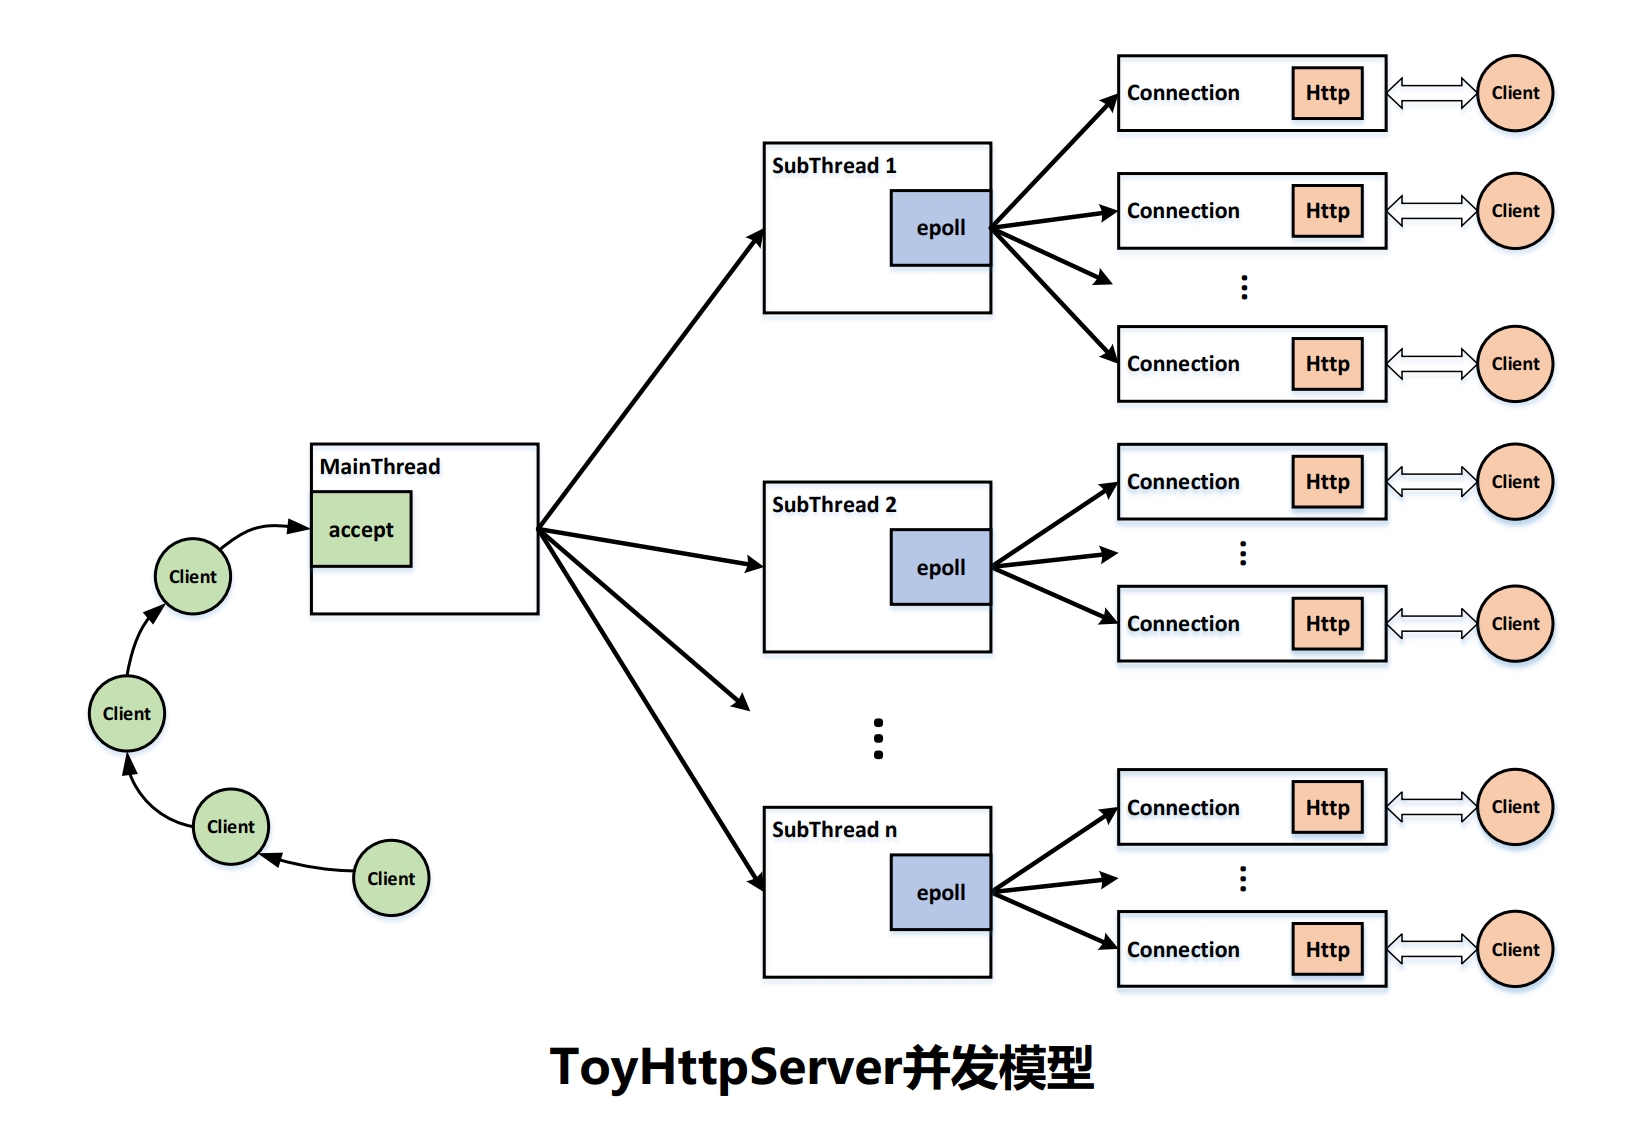 Connection Http Client
SubThread 1
Connection Http Client
epoll
Connection Http Client
MainThread
accept
Connection Http Client
SubThread 2
epoll
Client
Connection Http Client
Client
Connection Http Client
Client
SubThread n
Client
epoll
Connection Http Client
ToyHttpServer并发模型